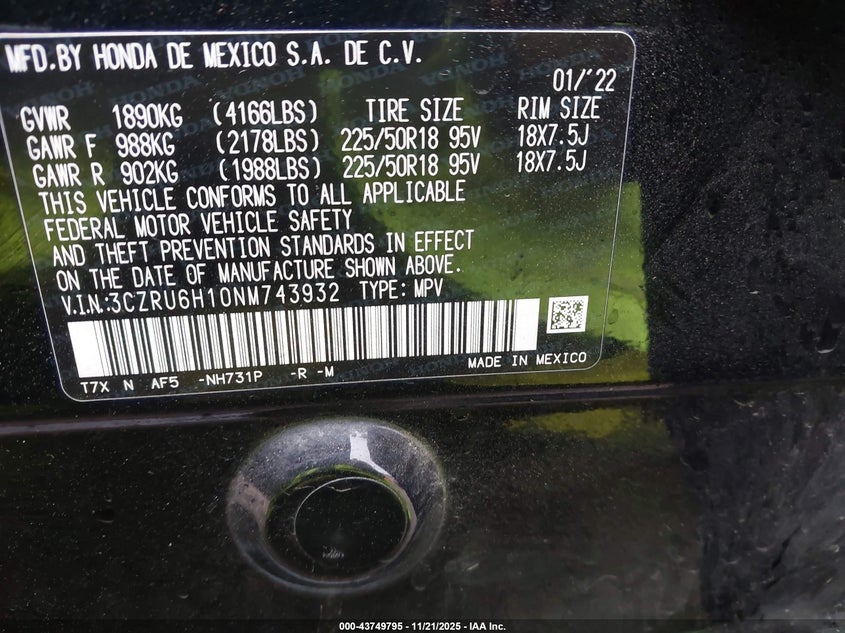 MFD.BY HONDA DE MEXICO S.A. DE C.V.
01/'22
GVWR 1890KG (4166LBS) TIRE SIZE RIM SIZE
GAWR F 988KG (2178LBS) 225/50R18 95V 18X7.5J
GAWR R 902KG (1988LBS) 225/50R18 95V 18X7.5J
THIS VEHICLE CONFORMS TO ALL APPLICABLE
FEDERAL MOTOR VEHICLE SAFETY
AND THEFT PREVENTION STANDARDS IN EFFECT
ON THE DATE OF MANUFACTURE SHOWN ABOVE.
V.I.N.:3CZRU6H10NM743932 TYPE: MPV
T7X N AF5 -NH731P -R -M MADE IN MEXICO
000-43749795 - 11/21/2025 - IAA Inc.